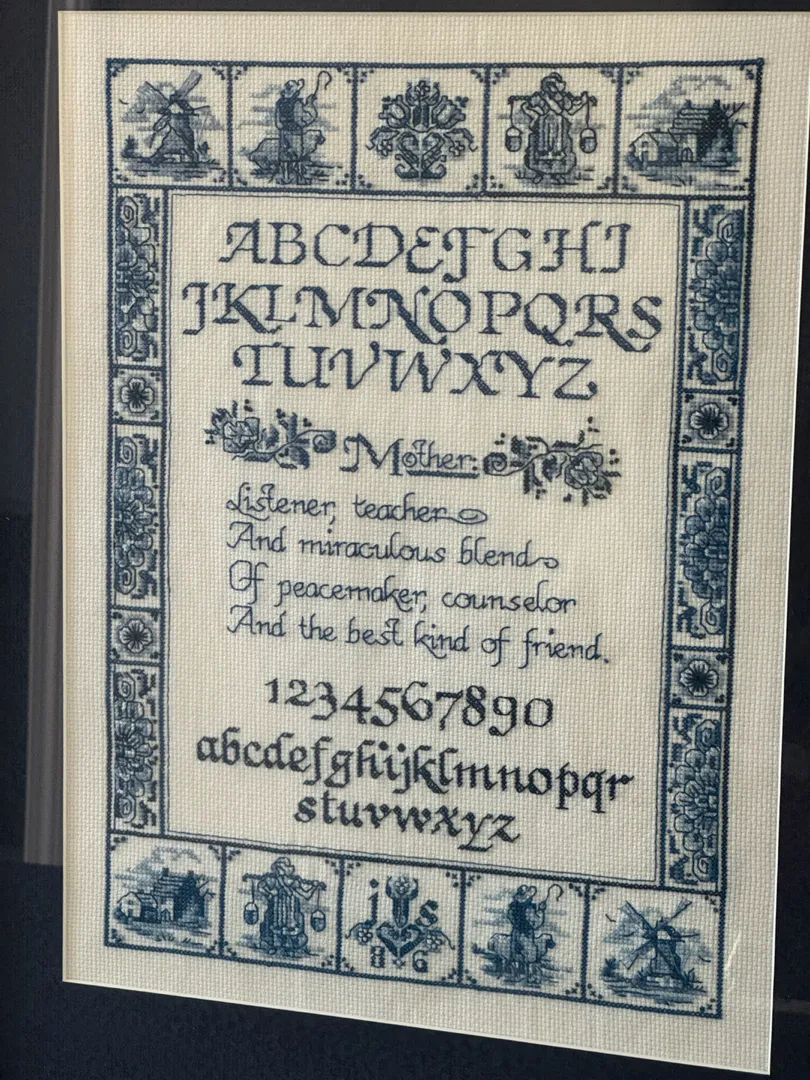 ABCDEFGHI
JKLMNOPQRS
TUVWXYZ
Mother:
Listener, teacher
And miraculous blend
Of peacemaker, counselor
And the best kind of friend.
1234567890
abcdefghijklmnopqr
stuvwxyz
j s
8 6